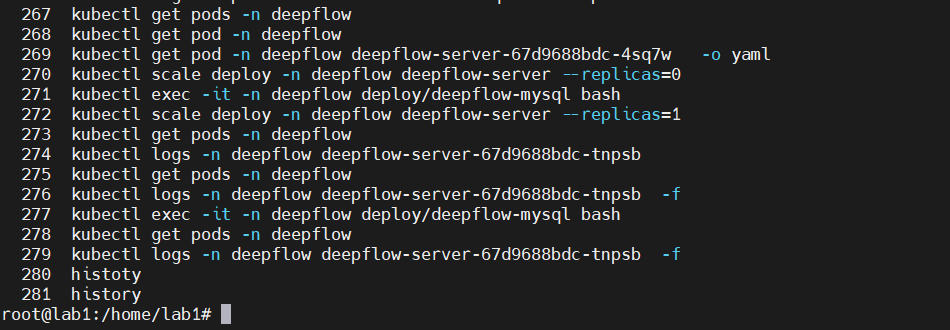 267  kubectl get pods -n deepflow
268  kubectl get pod -n deepflow
269  kubectl get pod -n deepflow deepflow-server-67d9688bdc-4sq7w   -o yaml
270  kubectl scale deploy -n deepflow deepflow-server --replicas=0
271  kubectl exec -it -n deepflow deploy/deepflow-mysql bash
272  kubectl scale deploy -n deepflow deepflow-server --replicas=1
273  kubectl get pods -n deepflow
274  kubectl logs -n deepflow deepflow-server-67d9688bdc-tnpsb
275  kubectl get pods -n deepflow
276  kubectl logs -n deepflow deepflow-server-67d9688bdc-tnpsb  -f
277  kubectl exec -it -n deepflow deploy/deepflow-mysql bash
278  kubectl get pods -n deepflow
279  kubectl logs -n deepflow deepflow-server-67d9688bdc-tnpsb  -f
280  histoty
281  history
root@lab1:/home/lab1#